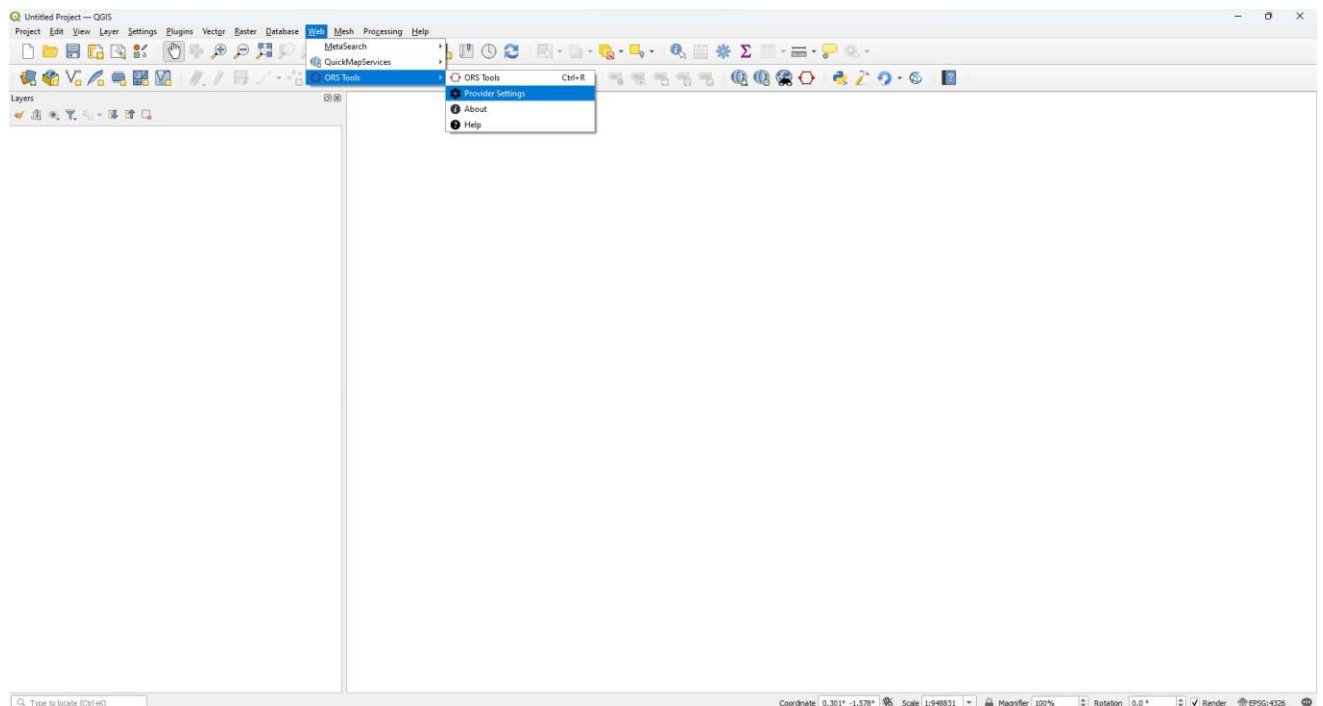 Untitled Project — QGIS
Project Edit View Layer Settings Plugins Vector Raster Database Web Mesh Processing Help
MetaSearch
QuickMapServices
ORS Tools
ORS Tools Ctrl+R
Provider Settings
About
Help
Layers
Type to locate (Ctrl+K)
Coordinate 0.301° -1.578° Scale 1:948831 Magnifier 100% Rotation 0.0 ° Render EPSG:4326